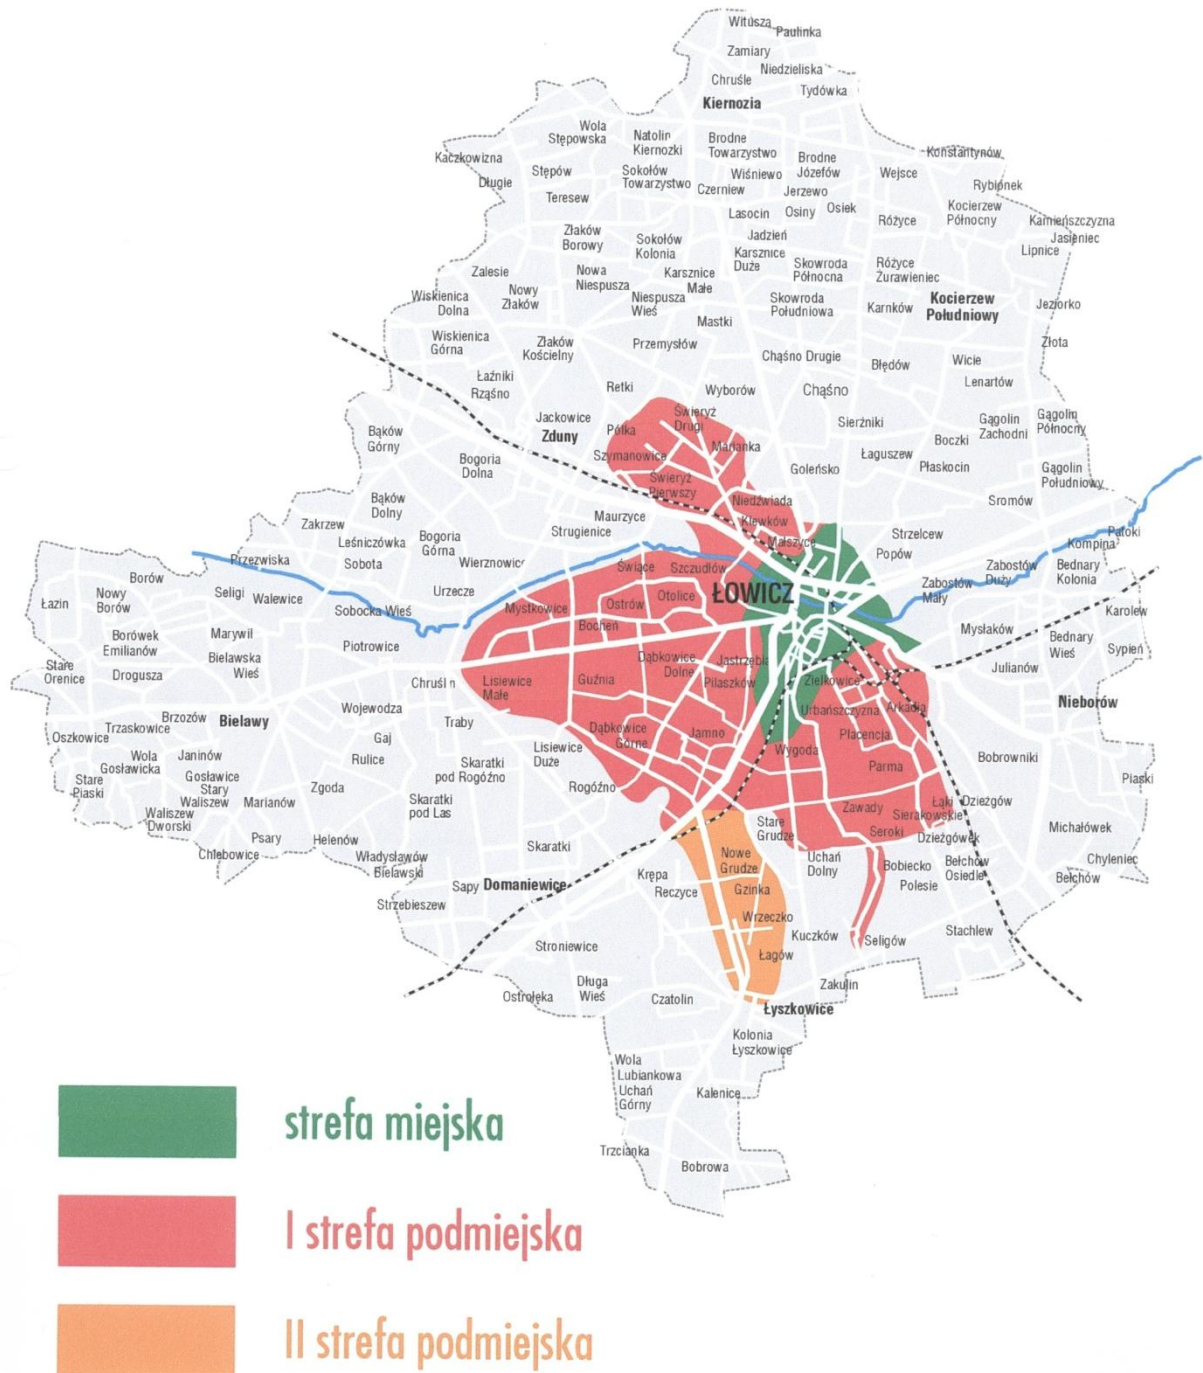 Witusza
Paulinka
Zamiary
Niedzieliska
Chruśle
Tydówka
Kiernozia
Wola
Stępowska
Natolin
Kiernozki
Brodne
Towarzystwo
Brodne
Józefów
Konstantynów
Kaczkowizna
Stępów
Sokołów
Towarzystwo
Wiśniewo
Wejsce
Długie
Czerniew
Jerzewo
Rybionek
Teresew
Lasocin
Osiny
Osiek
Różyce
Kocierzew
Północny
Kamieńszczyzna
Złaków
Borowy
Sokołów
Kolonia
Jadzień
Jasieniec
Lipnice
Karsznice
Duże
Skowroda
Północna
Różyce
Żurawieniec
Zalesie
Nowa
Niespusza
Karsznice
Małe
Wiskienica
Dolna
Nowy
Złaków
Niespusza
Wieś
Skowroda
Południowa
Karnków
Kocierzew
Południowy
Jeziorko
Mastki
Wiskienica
Górna
Złaków
Kościelny
Przemysłów
Złota
Chąśno Drugie
Błędów
Wicie
Łaźniki
Rząśno
Retki
Wyborów
Chąśno
Lenartów
Jackowice
Świeryż
Drugi
Sierżniki
Gągolin
Zachodni
Gągolin
Północny
Bąków
Górny
Zduny
Półka
Marianka
Boczki
Szymanowice
Łaguszew
Bogoria
Dolna
Goleńsko
Płaskocin
Gągolin
Południowy
Świeryż
Pierwszy
Bąków
Dolny
Niedźwiada
Sromów
Zakrzew
Maurzyce
Klewków
Strugienice
Strzelcew
Patoki
Leśniczówka
Bogoria
Górna
Małszyce
Kompina
Przezwiska
Sobota
Wierznowice
Świące
Szczudłów
Popów
Zabostów
Duży
Bednary
Kolonia
Borów
Nowy
Borów
Seligi
Walewice
Urzecze
Otolice
ŁOWICZ
Zabostów
Mały
Łazin
Sobocka Wieś
Mystkowice
Ostrów
Karolew
Bocheń
Borówek
Emilianów
Marywil
Mysłaków
Bednary
Wieś
Piotrowice
Sypień
Stare
Orenice
Bielawska
Wieś
Dąbkowice
Dolne
Jastrzębia
Julianów
Drogusza
Chruślin
Lisiewice
Małe
Guźnia
Pilaszków
Zielkowice
Nieborów
Wojewodza
Urbańszczyzna
Arkadia
Brzozów
Bielawy
Traby
Trzaskowice
Dąbkowice
Górne
Jamno
Placencja
Oszkowice
Gaj
Wola
Gosławicka
Janinów
Lisiewice
Duże
Wygoda
Bobrowniki
Rulice
Skaratki
pod Rogóźno
Parma
Stare
Piaski
Gosławice
Stary
Waliszew
Piaski
Zgoda
Rogóźno
Marianów
Skaratki
pod Las
Zawady
Łąki
Sierakowskie
Dzierzgów
Waliszew
Dworski
Stare
Grudze
Seroki
Michałówek
Psary
Helenów
Dzieżgówek
Skaratki
Chlebowice
Władysławów
Bielawski
Nowe
Grudze
Uchań
Dolny
Bobiecko
Bełchów
Osiedle
Chyleniec
Krępa
Sapy
Domaniewice
Reczyce
Gzinka
Polesie
Bełchów
Strzebieszew
Wrzeczko
Kuczków
Stachlew
Stroniewice
Łagów
Seligów
Długa
Wieś
Zakulin
Ostrołęka
Czatolin
Łyszkowice
Kolonia
Łyszkowice
Wola
Lubiankowa
Uchań
Górny
Kalenice
Trzcianka
Bobrowa
strefa miejska
I strefa podmiejska
II strefa podmiejska